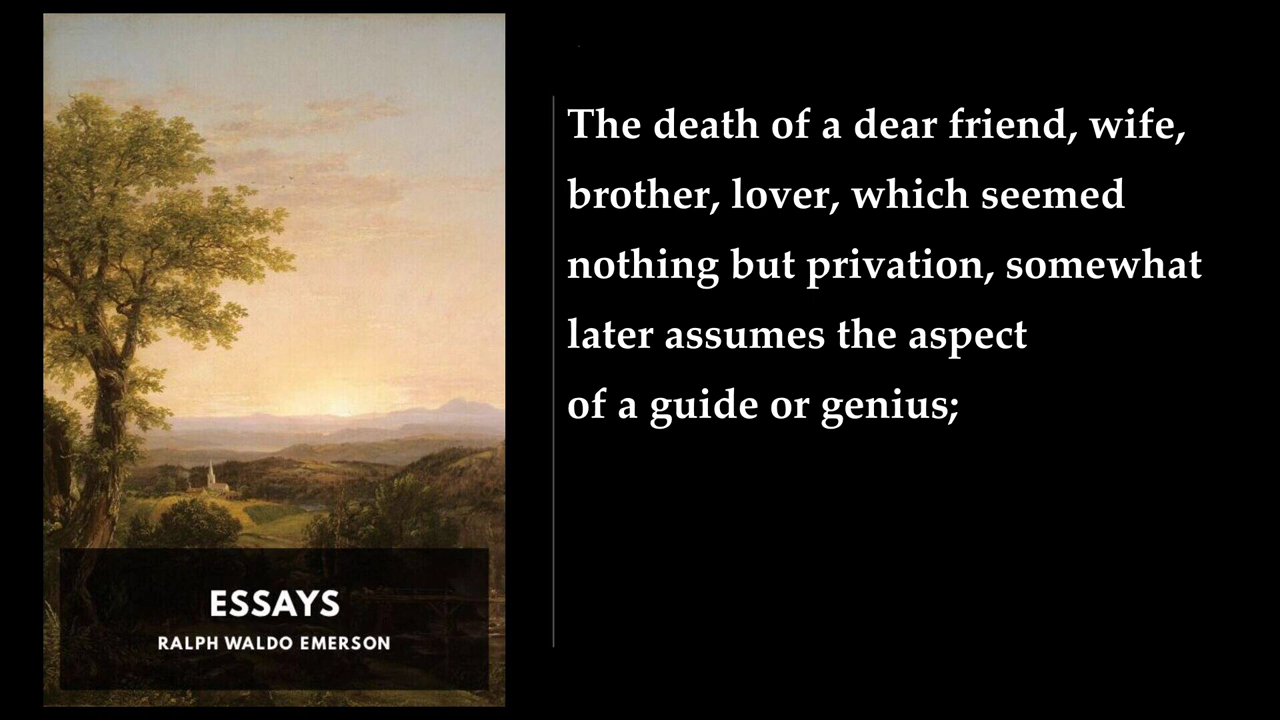 The death of a dear friend, wife,
brother, lover, which seemed
nothing but privation, somewhat
later assumes the aspect
of a guide or genius;
ESSAYS
RALPH WALDO EMERSON